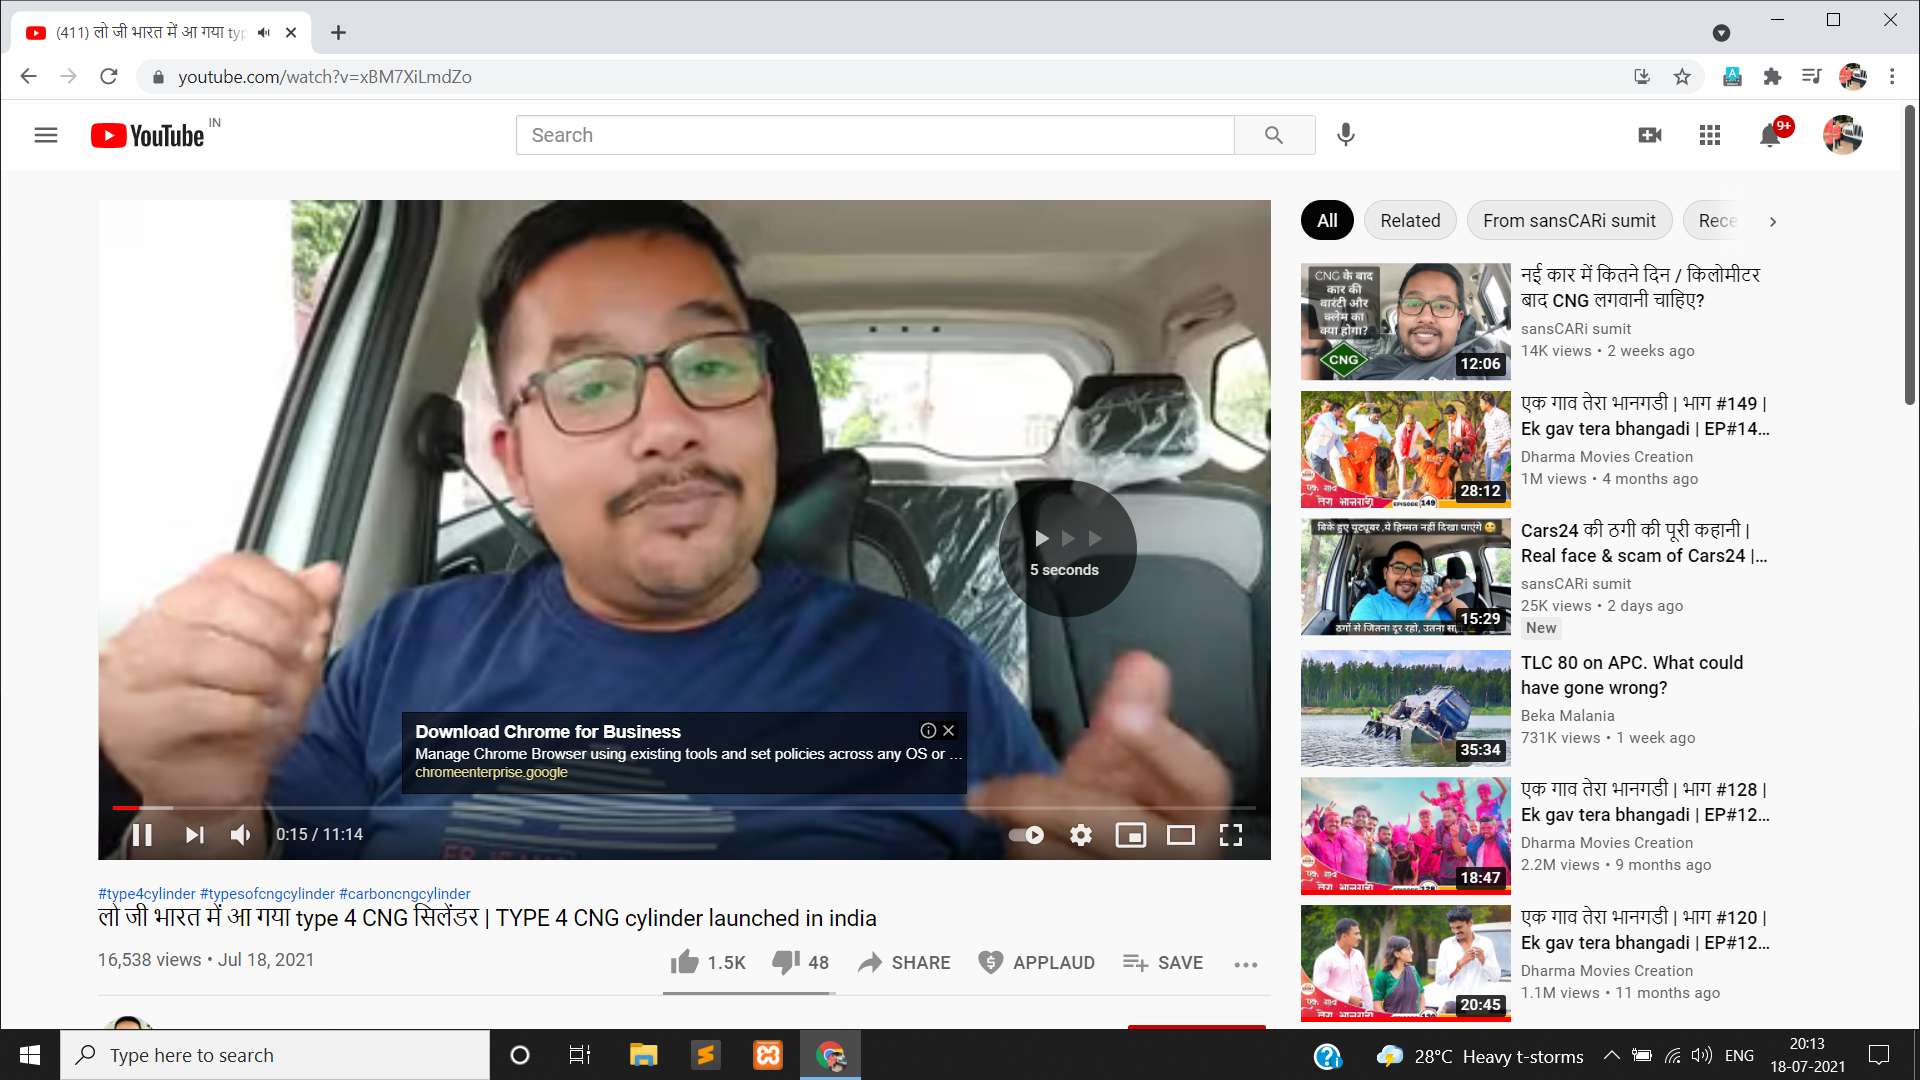 (411) लो जी भारत में आ गया typ
youtube.com/watch?v=xBM7XiLmdZo
YouTube IN
Search
9+
All
Related
From sansCARi sumit
Rece
5 seconds
Download Chrome for Business
Manage Chrome Browser using existing tools and set policies across any OS or ...
chromeenterprise.google
0:15 / 11:14
#type4cylinder #typesofcngcylinder #carboncngcylinder
लो जी भारत में आ गया type 4 CNG सिलेंडर | TYPE 4 CNG cylinder launched in india
16,538 views • Jul 18, 2021
1.5K
48
SHARE
APPLAUD
SAVE
CNG के बाद
कार की
वारंटी और
क्लेम का
क्या होगा?
CNG
12:06
नई कार में कितने दिन / किलोमीटर
बाद CNG लगवानी चाहिए?
sansCARi sumit
14K views • 2 weeks ago
EPISODE 149
28:12
एक गाव तेरा भानगडी | भाग #149 |
Ek gav tera bhangadi | EP#14...
Dharma Movies Creation
1M views • 4 months ago
बिके हुए यूट्यूबर ,ये हिम्मत नहीं दिखा पाएंगे
ठगों से जितना दूर रहो, उतना
15:29
Cars24 की ठगी की पूरी कहानी |
Real face & scam of Cars24 |...
sansCARi sumit
25K views • 2 days ago
New
35:34
TLC 80 on APC. What could
have gone wrong?
Beka Malania
731K views • 1 week ago
18:47
एक गाव तेरा भानगडी | भाग #128 |
Ek gav tera bhangadi | EP#12...
Dharma Movies Creation
2.2M views • 9 months ago
20:45
एक गाव तेरा भानगडी | भाग #120 |
Ek gav tera bhangadi | EP#12...
Dharma Movies Creation
1.1M views • 11 months ago
Type here to search
28°C Heavy t-storms
ENG
20:13
18-07-2021